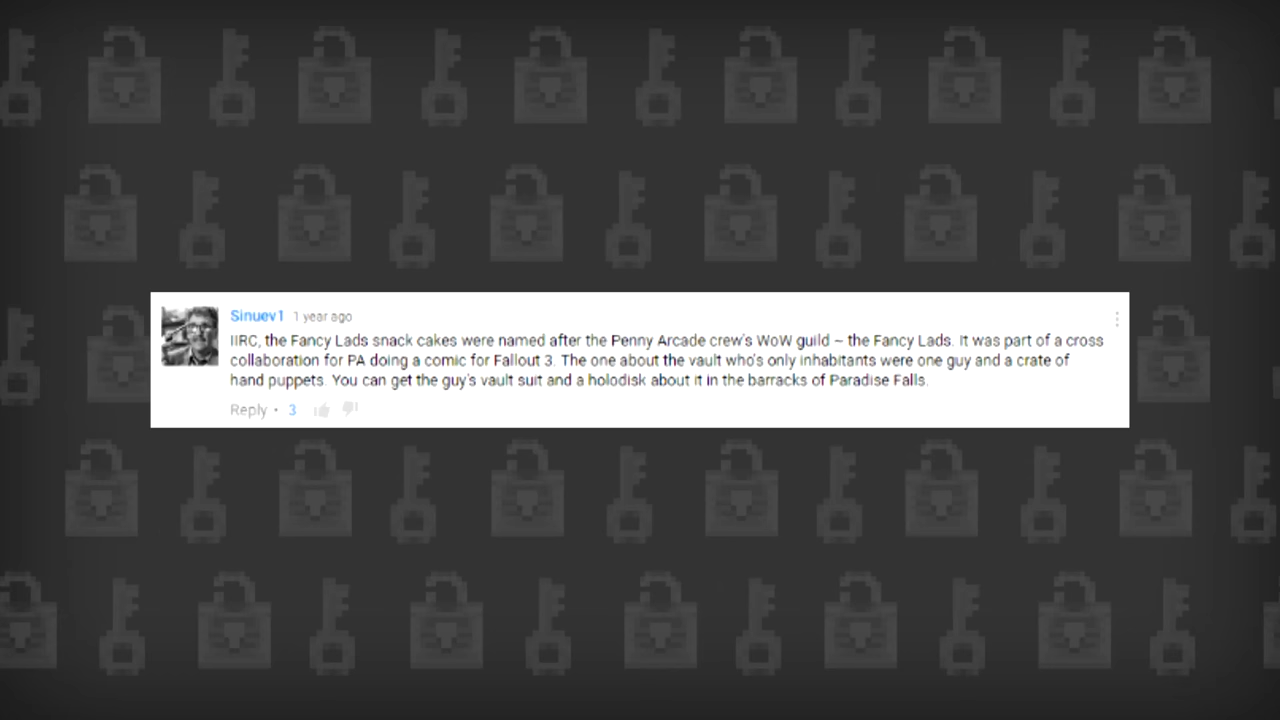 Sinuev1 1 year ago
IIRC, the Fancy Lads snack cakes were named after the Penny Arcade crew's WoW guild ~ the Fancy Lads. It was part of a cross
collaboration for PA doing a comic for Fallout 3. The one about the vault who's only inhabitants were one guy and a crate of
hand puppets. You can get the guy's vault suit and a holodisk about it in the barracks of Paradise Falls.
Reply • 3